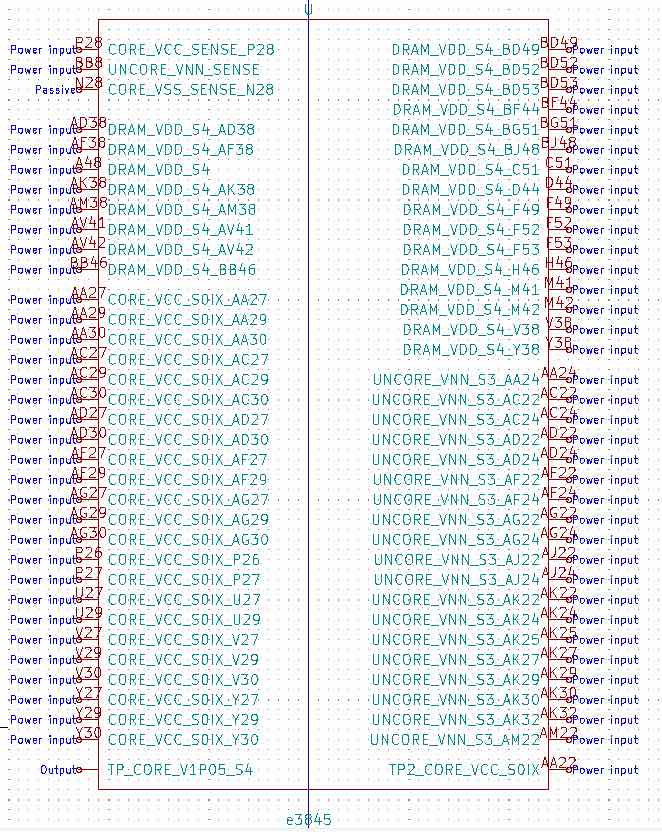 U
Power input P28 CORE_VCC_SENSE_P28
Power input BB8 UNCORE_VNN_SENSE
Passive N28 CORE_VSS_SENSE_N28
Power input AD38 DRAM_VDD_S4_AD38
Power input AF38 DRAM_VDD_S4_AF38
Power input A48 DRAM_VDD_S4
Power input AK38 DRAM_VDD_S4_AK38
Power input AM38 DRAM_VDD_S4_AM38
Power input AV41 DRAM_VDD_S4_AV41
Power input AV42 DRAM_VDD_S4_AV42
Power input BB46 DRAM_VDD_S4_BB46
Power input AA27 CORE_VCC_S0IX_AA27
Power input AA29 CORE_VCC_S0IX_AA29
Power input AA30 CORE_VCC_S0IX_AA30
Power input AC27 CORE_VCC_S0IX_AC27
Power input AC29 CORE_VCC_S0IX_AC29
Power input AC30 CORE_VCC_S0IX_AC30
Power input AD27 CORE_VCC_S0IX_AD27
Power input AD30 CORE_VCC_S0IX_AD30
Power input AF27 CORE_VCC_S0IX_AF27
Power input AF29 CORE_VCC_S0IX_AF29
Power input AG27 CORE_VCC_S0IX_AG27
Power input AG29 CORE_VCC_S0IX_AG29
Power input AG30 CORE_VCC_S0IX_AG30
Power input P26 CORE_VCC_S0IX_P26
Power input P27 CORE_VCC_S0IX_P27
Power input U27 CORE_VCC_S0IX_U27
Power input U29 CORE_VCC_S0IX_U29
Power input V27 CORE_VCC_S0IX_V27
Power input V29 CORE_VCC_S0IX_V29
Power input V30 CORE_VCC_S0IX_V30
Power input Y27 CORE_VCC_S0IX_Y27
Power input Y29 CORE_VCC_S0IX_Y29
Power input Y30 CORE_VCC_S0IX_Y30
Output TP_CORE_V1P05_S4
DRAM_VDD_S4_BD49 BD49 Power input
DRAM_VDD_S4_BD52 BD52 Power input
DRAM_VDD_S4_BD53 BD53 Power input
DRAM_VDD_S4_BF44 BF44 Power input
DRAM_VDD_S4_BG51 BG51 Power input
DRAM_VDD_S4_BJ48 BJ48 Power input
DRAM_VDD_S4_C51 C51 Power input
DRAM_VDD_S4_D44 D44 Power input
DRAM_VDD_S4_F49 F49 Power input
DRAM_VDD_S4_F52 F52 Power input
DRAM_VDD_S4_F53 F53 Power input
DRAM_VDD_S4_H46 H46 Power input
DRAM_VDD_S4_M41 M41 Power input
DRAM_VDD_S4_M42 M42 Power input
DRAM_VDD_S4_V38 V38 Power input
DRAM_VDD_S4_Y38 Y38 Power input
UNCORE_VNN_S3_AA24 AA24 Power input
UNCORE_VNN_S3_AC22 AC22 Power input
UNCORE_VNN_S3_AC24 AC24 Power input
UNCORE_VNN_S3_AD22 AD22 Power input
UNCORE_VNN_S3_AD24 AD24 Power input
UNCORE_VNN_S3_AF22 AF22 Power input
UNCORE_VNN_S3_AF24 AF24 Power input
UNCORE_VNN_S3_AG22 AG22 Power input
UNCORE_VNN_S3_AG24 AG24 Power input
UNCORE_VNN_S3_AJ22 AJ22 Power input
UNCORE_VNN_S3_AJ24 AJ24 Power input
UNCORE_VNN_S3_AK22 AK22 Power input
UNCORE_VNN_S3_AK24 AK24 Power input
UNCORE_VNN_S3_AK25 AK25 Power input
UNCORE_VNN_S3_AK27 AK27 Power input
UNCORE_VNN_S3_AK29 AK29 Power input
UNCORE_VNN_S3_AK30 AK30 Power input
UNCORE_VNN_S3_AK32 AK32 Power input
UNCORE_VNN_S3_AM22 AM22 Power input
TP2_CORE_VCC_S0IX AA22 Power input
e3845